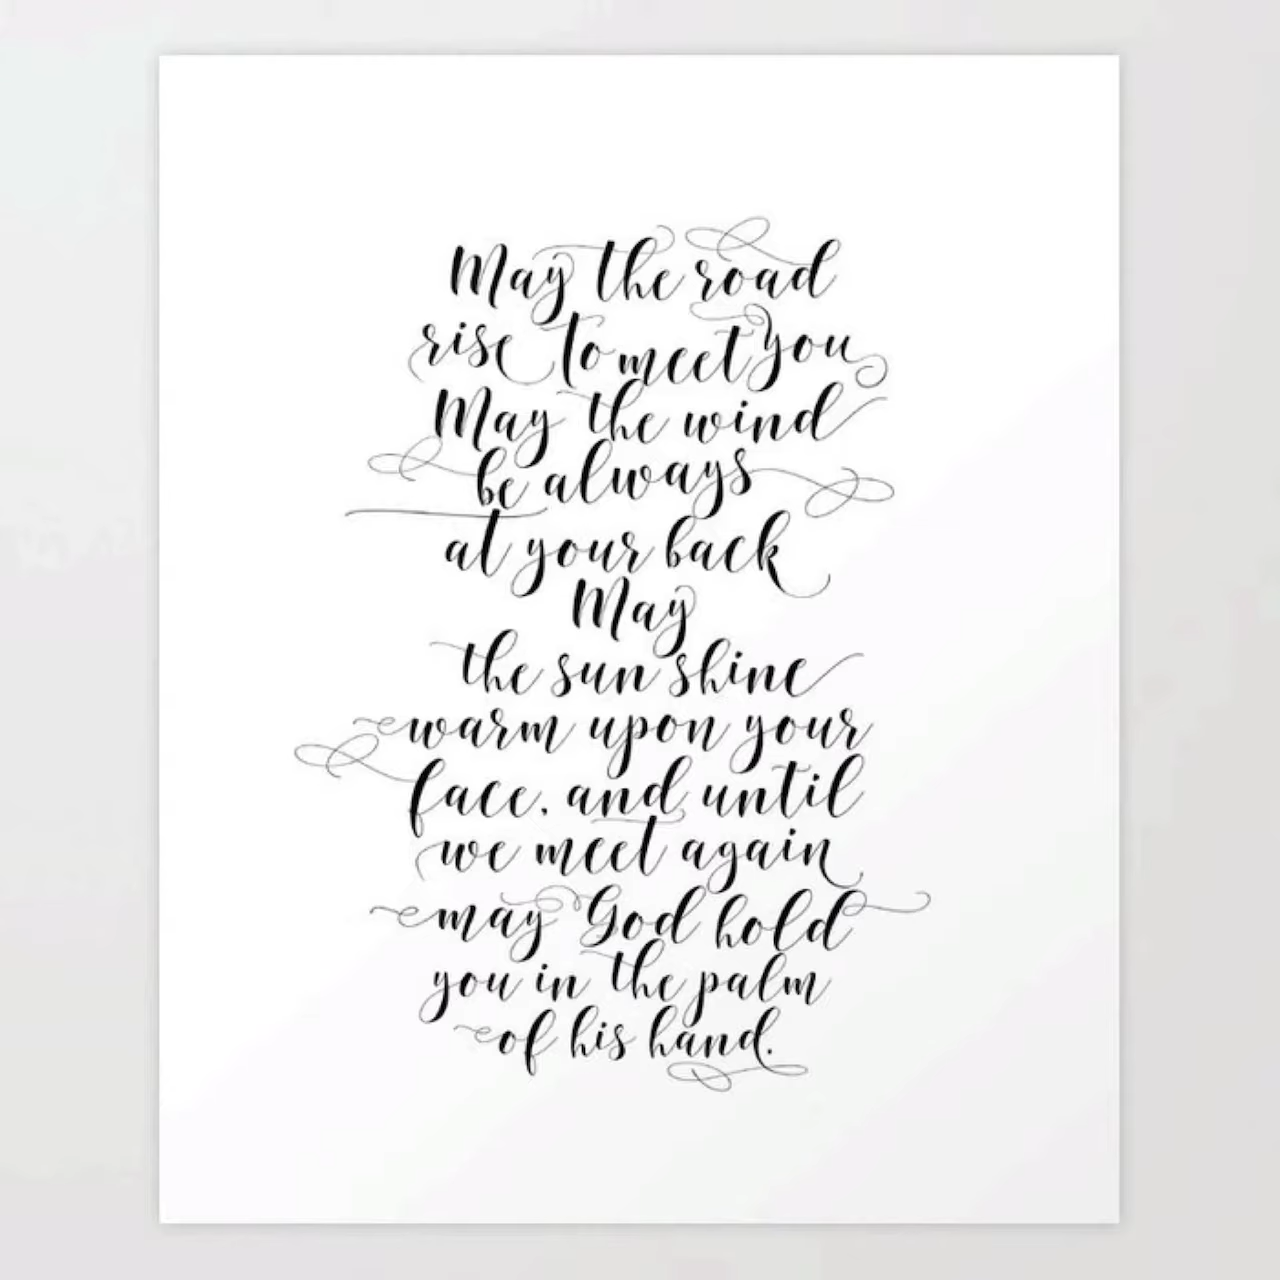 May the road
rise to meet you
May the wind
be always
at your back
May
the sun shine
warm upon your
face, and until
we meet again
may God hold
you in the palm
of his hand.